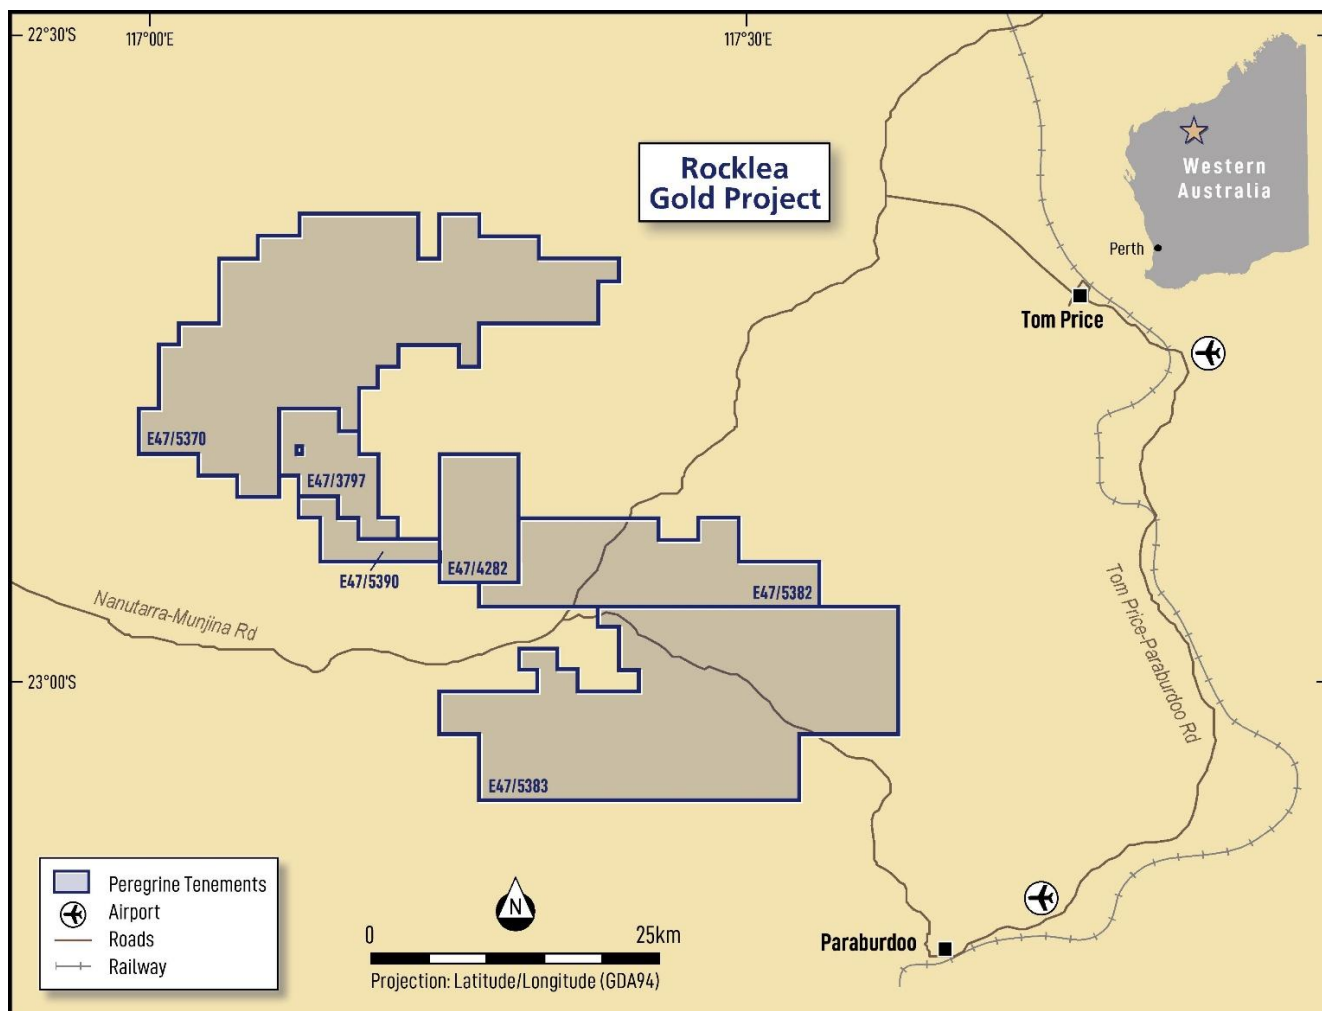 22°30'S
117°00'E
117°30'E
Rocklea
Gold Project
Western
Australia
Perth
Tom Price
E47/5370
E47/3797
E47/5390
E47/4282
E47/5382
Nanutarra-Munjina Rd
Tom Price-Paraburdoo Rd
23°00'S
E47/5383
Peregrine Tenements
Airport
Roads
Railway
N
0
25km
Projection: Latitude/Longitude (GDA94)
Paraburdoo